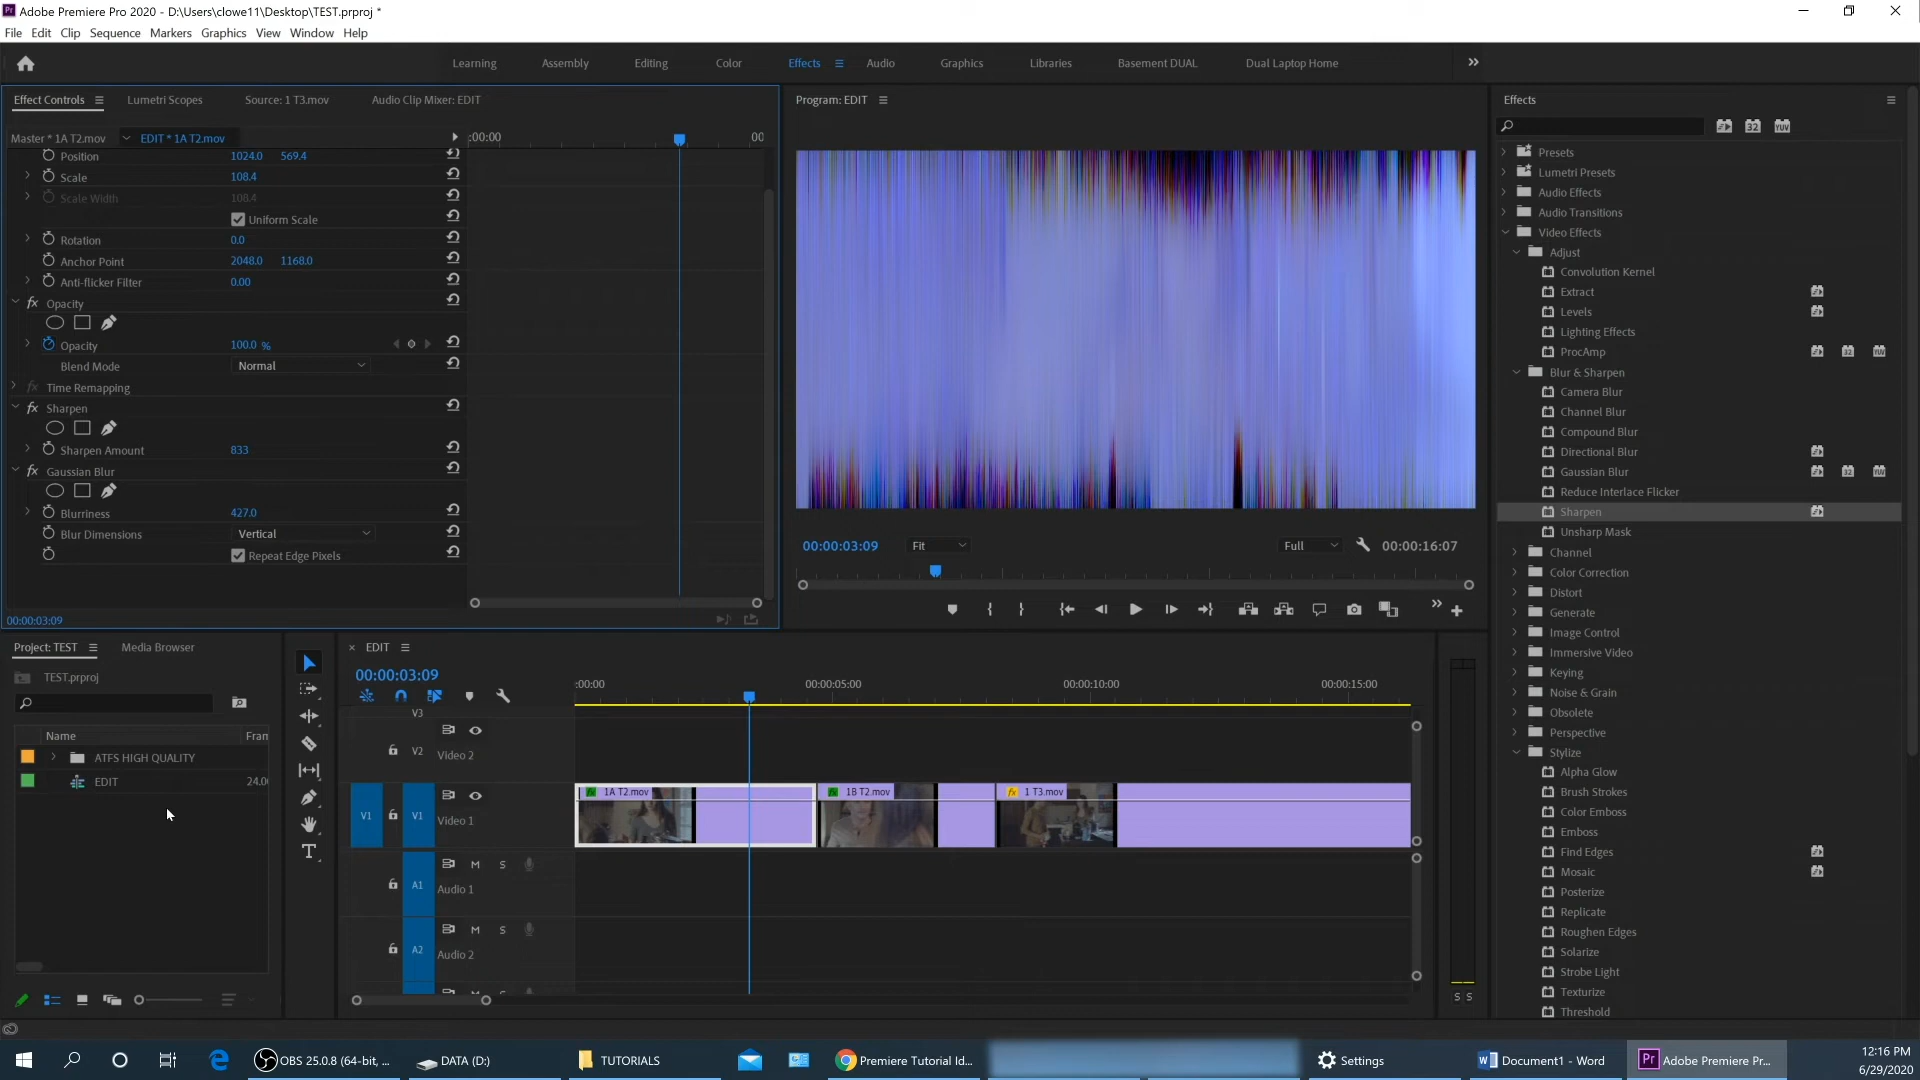 Adobe Premiere Pro 2020 - D:\Users\clowe11\Desktop\TEST.prproj *
File Edit Clip Sequence Markers Graphics View Window Help
Learning Assembly Editing Color Effects Audio Graphics Libraries Basement DUAL Dual Laptop Home
Effect Controls Lumetri Scopes Source: 1 T3.mov Audio Clip Mixer: EDIT
Master * 1A T2.mov EDIT * 1A T2.mov
:00:00 00
Position 1024.0 569.4
Scale 108.4
Scale Width 108.4
Uniform Scale
Rotation 0.0
Anchor Point 2048.0 1168.0
Anti-flicker Filter 0.00
fx Opacity
Opacity 100.0 %
Blend Mode Normal
fx Time Remapping
fx Sharpen
Sharpen Amount 833
fx Gaussian Blur
Blurriness 427.0
Blur Dimensions Vertical
Repeat Edge Pixels
00:00:03:09
Program: EDIT
00:00:03:09 Fit Full 00:00:16:07
Effects
32 YUV
Presets
Lumetri Presets
Audio Effects
Audio Transitions
Video Effects
Adjust
Convolution Kernel
Extract
Levels
Lighting Effects
ProcAmp 32 YUV
Blur & Sharpen
Camera Blur
Channel Blur
Compound Blur
Directional Blur
Gaussian Blur 32 YUV
Reduce Interlace Flicker
Sharpen
Unsharp Mask
Channel
Color Correction
Distort
Generate
Image Control
Immersive Video
Keying
Noise & Grain
Obsolete
Perspective
Stylize
Alpha Glow
Brush Strokes
Color Emboss
Emboss
Find Edges
Mosaic
Posterize
Replicate
Roughen Edges
Solarize
Strobe Light
Texturize
Threshold
Project: TEST Media Browser
TEST.prproj
Name Fran
ATFS HIGH QUALITY
EDIT 24.0
× EDIT
00:00:03:09
:00:00 00:00:05:00 00:00:10:00 00:00:15:00
V3
V2 Video 2
V1 V1 Video 1
fx 1A T2.mov fx 1B T2.mov fx 1 T3.mov
M S
A1 Audio 1
M S
A2 Audio 2
S S
OBS 25.0.8 (64-bit, ... DATA (D:) TUTORIALS Premiere Tutorial Id... Settings Document1 - Word Adobe Premiere Pr...
12:16 PM
6/29/2020